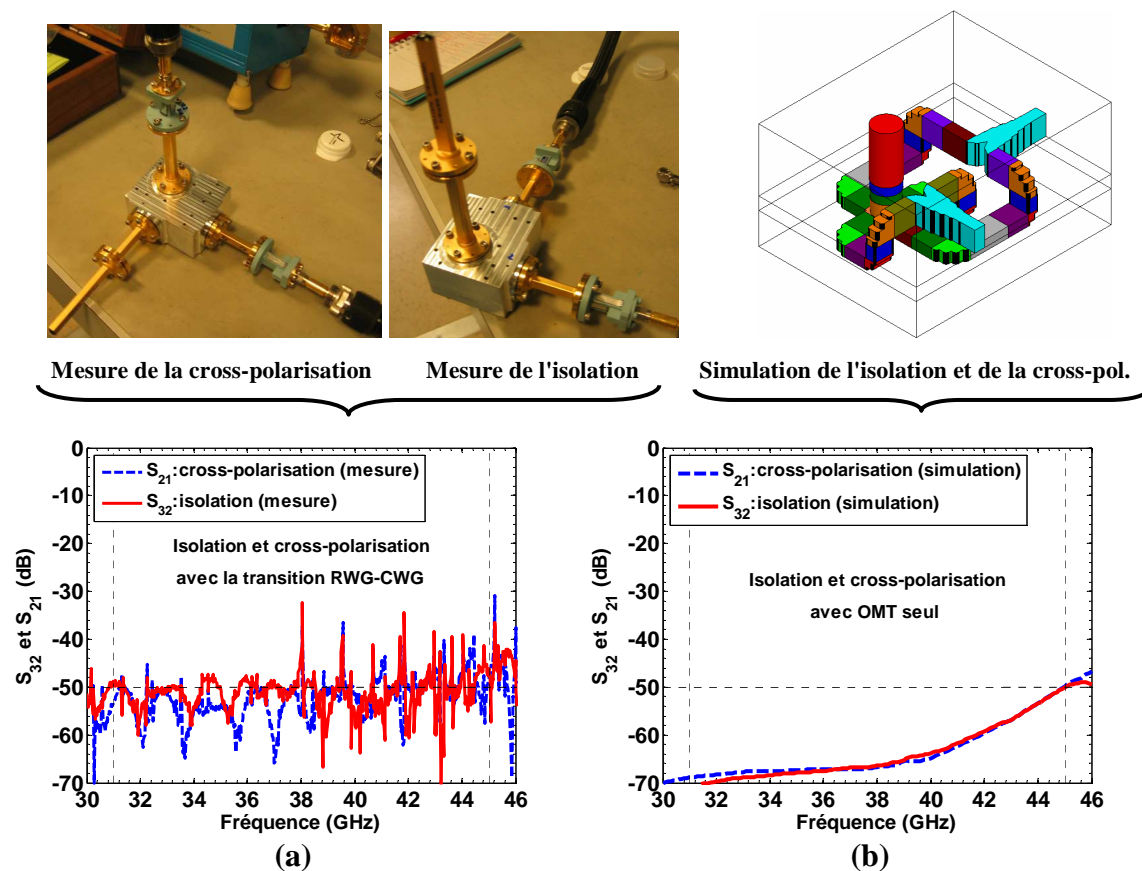 Mesure de la cross-polarisation
Mesure de l'isolation
Simulation de l'isolation et de la cross-pol.
0
-10
-20
-30
-40
-50
-60
-70
S32 et S21 (dB)
S21:cross-polarisation (mesure)
S32:isolation (mesure)
Isolation et cross-polarisation
avec la transition RWG-CWG
30 32 34 36 38 40 42 44 46
Fréquence (GHz)
(a)
0
-10
-20
-30
-40
-50
-60
-70
S32 et S21 (dB)
S21:cross-polarisation (simulation)
S32:isolation (simulation)
Isolation et cross-polarisation
avec OMT seul
30 32 34 36 38 40 42 44 46
Fréquence (GHz)
(b)